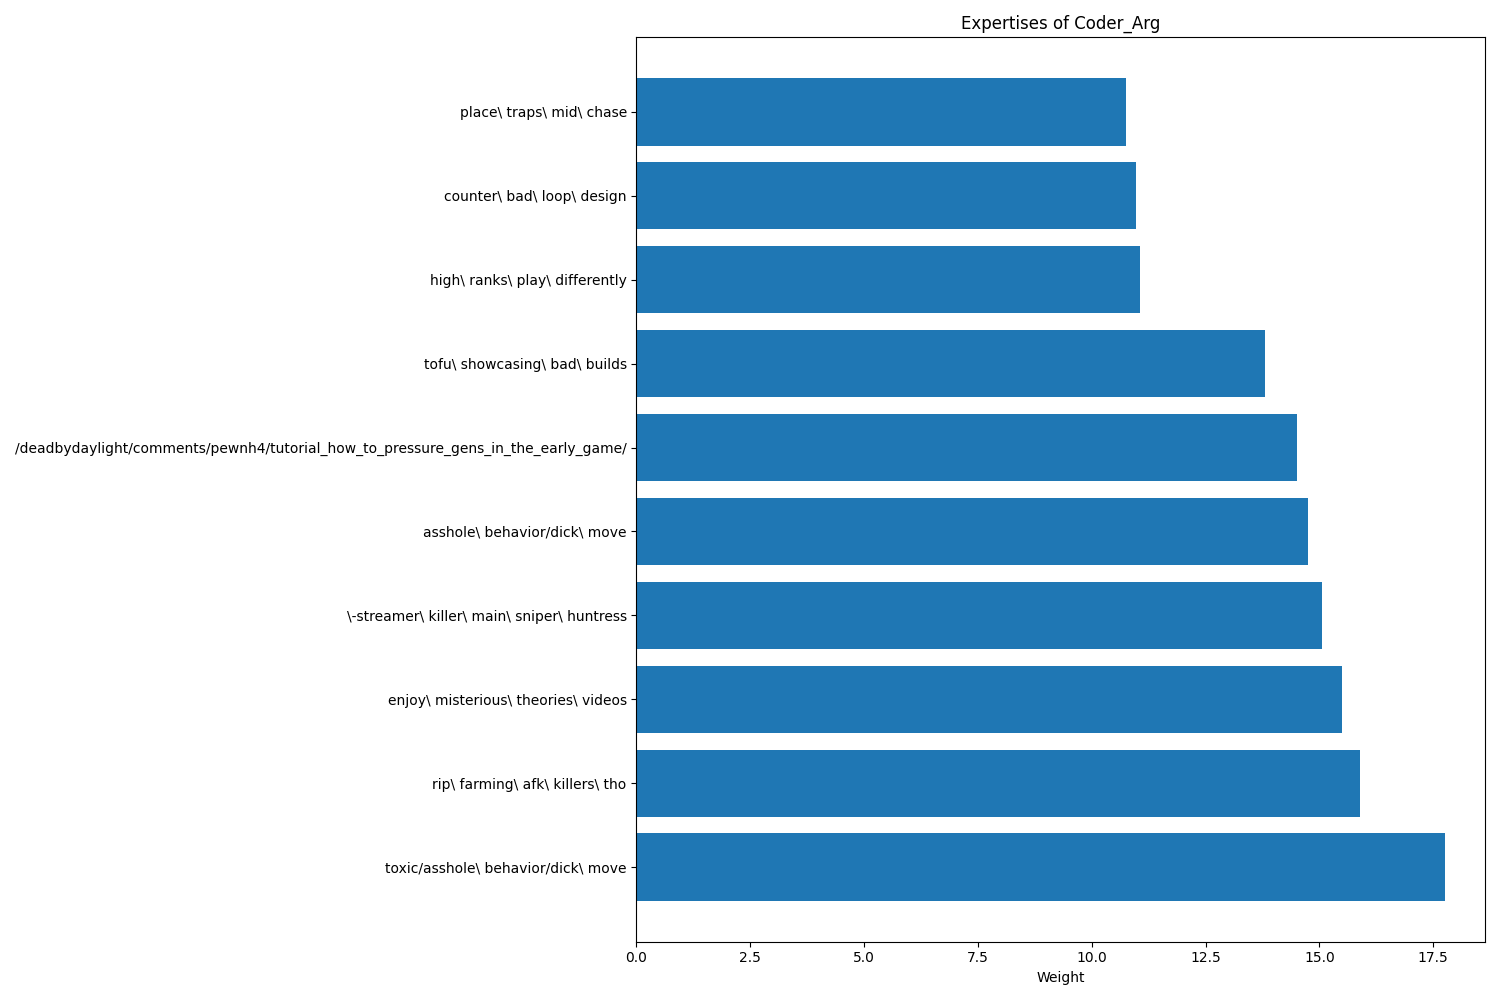 Expertises of Coder_Arg
place\ traps\ mid\ chase
counter\ bad\ loop\ design
high\ ranks\ play\ differently
tofu\ showcasing\ bad\ builds
/deadbydaylight/comments/pewnh4/tutorial_how_to_pressure_gens_in_the_early_game/
asshole\ behavior/dick\ move
\-streamer\ killer\ main\ sniper\ huntress
enjoy\ misterious\ theories\ videos
rip\ farming\ afk\ killers\ tho
toxic/asshole\ behavior/dick\ move
0.0 2.5 5.0 7.5 10.0 12.5 15.0 17.5
Weight